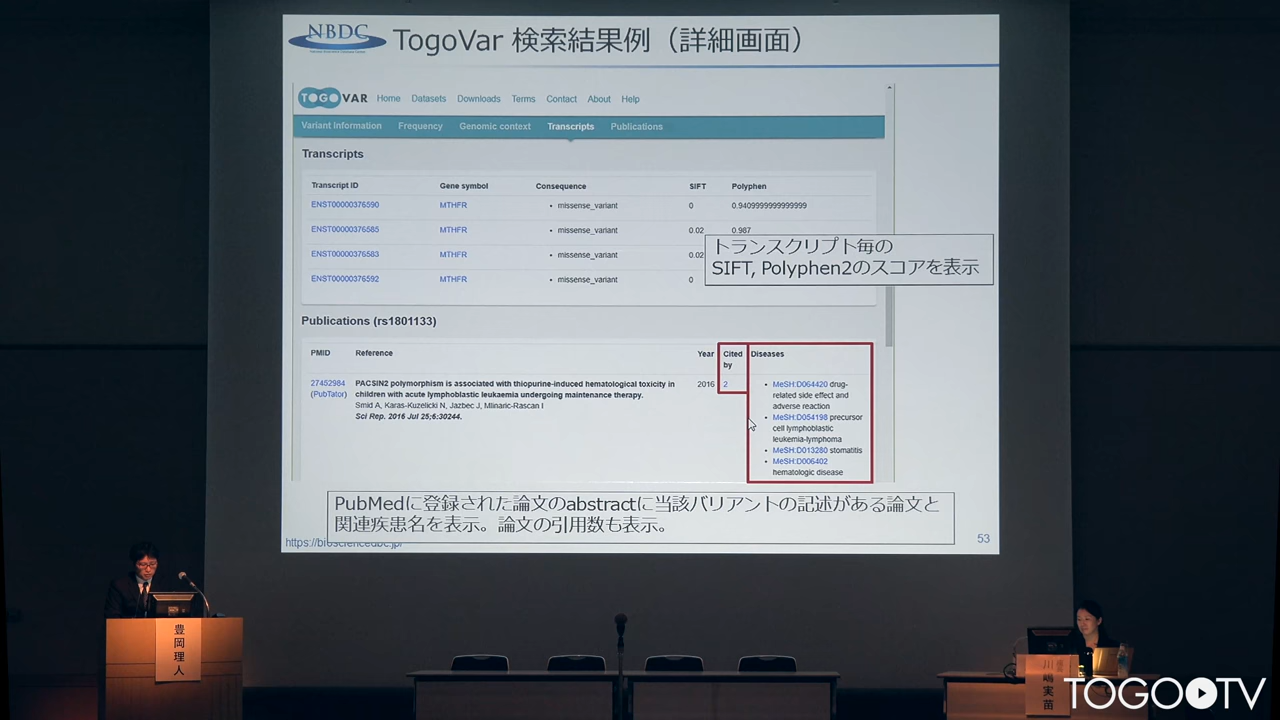 NBDC
TogoVar 検索結果例（詳細画面）
TOGOVAR Home Datasets Downloads Terms Contact About Help
Variant Information Frequency Genomic context Transcripts Publications
Transcripts
Transcript ID Gene symbol Consequence SIFT Polyphen
ENST00000376590 MTHFR • missense_variant 0 0.9409999999999999
ENST00000376585 MTHFR • missense_variant 0.02 0.987
ENST00000376583 MTHFR • missense_variant 0.02
ENST00000376592 MTHFR • missense_variant 0
トランスクリプト毎の
SIFT, Polyphen2のスコアを表示
Publications (rs1801133)
PMID Reference Year Cited by Diseases
27452984 (PubTator)
PACSIN2 polymorphism is associated with thiopurine-induced hematological toxicity in
children with acute lymphoblastic leukaemia undergoing maintenance therapy.
Smid A, Karas-Kuzelicki N, Jazbec J, Mlinaric-Rascan I
Sci Rep. 2016 Jul 25;6:30244.
2016 2
• MeSH:D064420 drug-
related side effect and
adverse reaction
• MeSH:D054198 precursor
cell lymphoblastic
leukemia-lymphoma
• MeSH:D013280 stomatitis
• MeSH:D006402
hematologic disease
PubMedに登録された論文のabstractに当該バリアントの記述がある論文と
関連疾患名を表示。論文の引用数も表示。
https://biosciencedbc.jp/
53
豊岡理人
川嶋実苗
TOGOTV